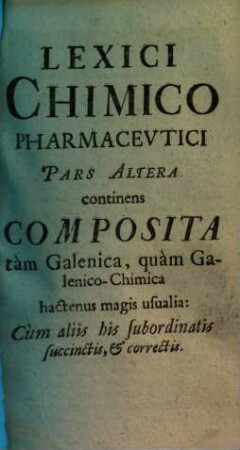 LEXICI
CHIMICO
PHARMACEVTICI
PARS ALTERA
continens
COMPOSITA
tàm Galenica, quàm Ga-
lenico-Chimica
hactenus magis uſualia:
Cùm aliis his ſubordinatis
ſuccinctis, & correctis.